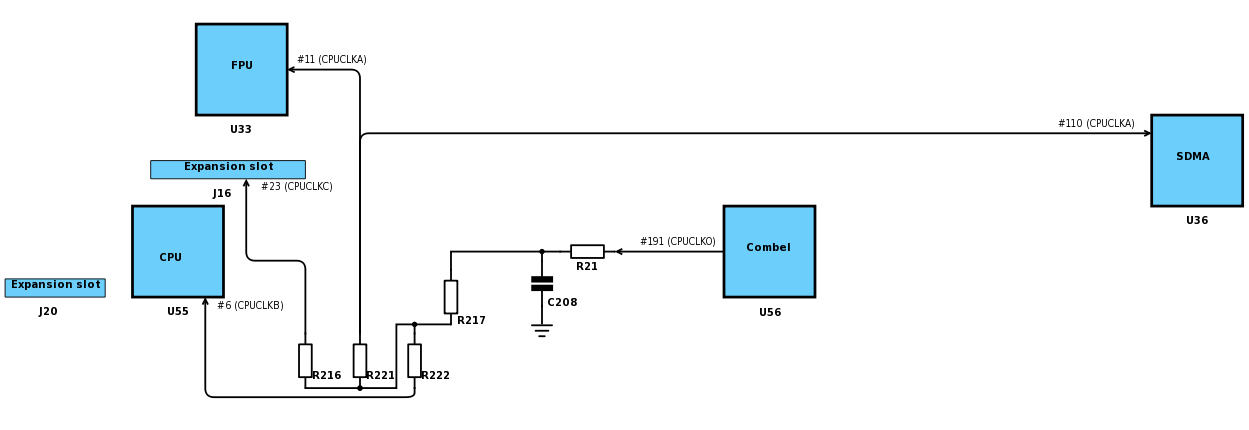 FPU
#11 (CPUCLKA)
U33
#110 (CPUCLKA)
SDMA
U36
Expansion slot
J16
#23 (CPUCLKC)
CPU
U55
#6 (CPUCLKB)
Expansion slot
J20
#191 (CPUCLKO)
Combel
U56
R21
C208
R217
R216
R221
R222